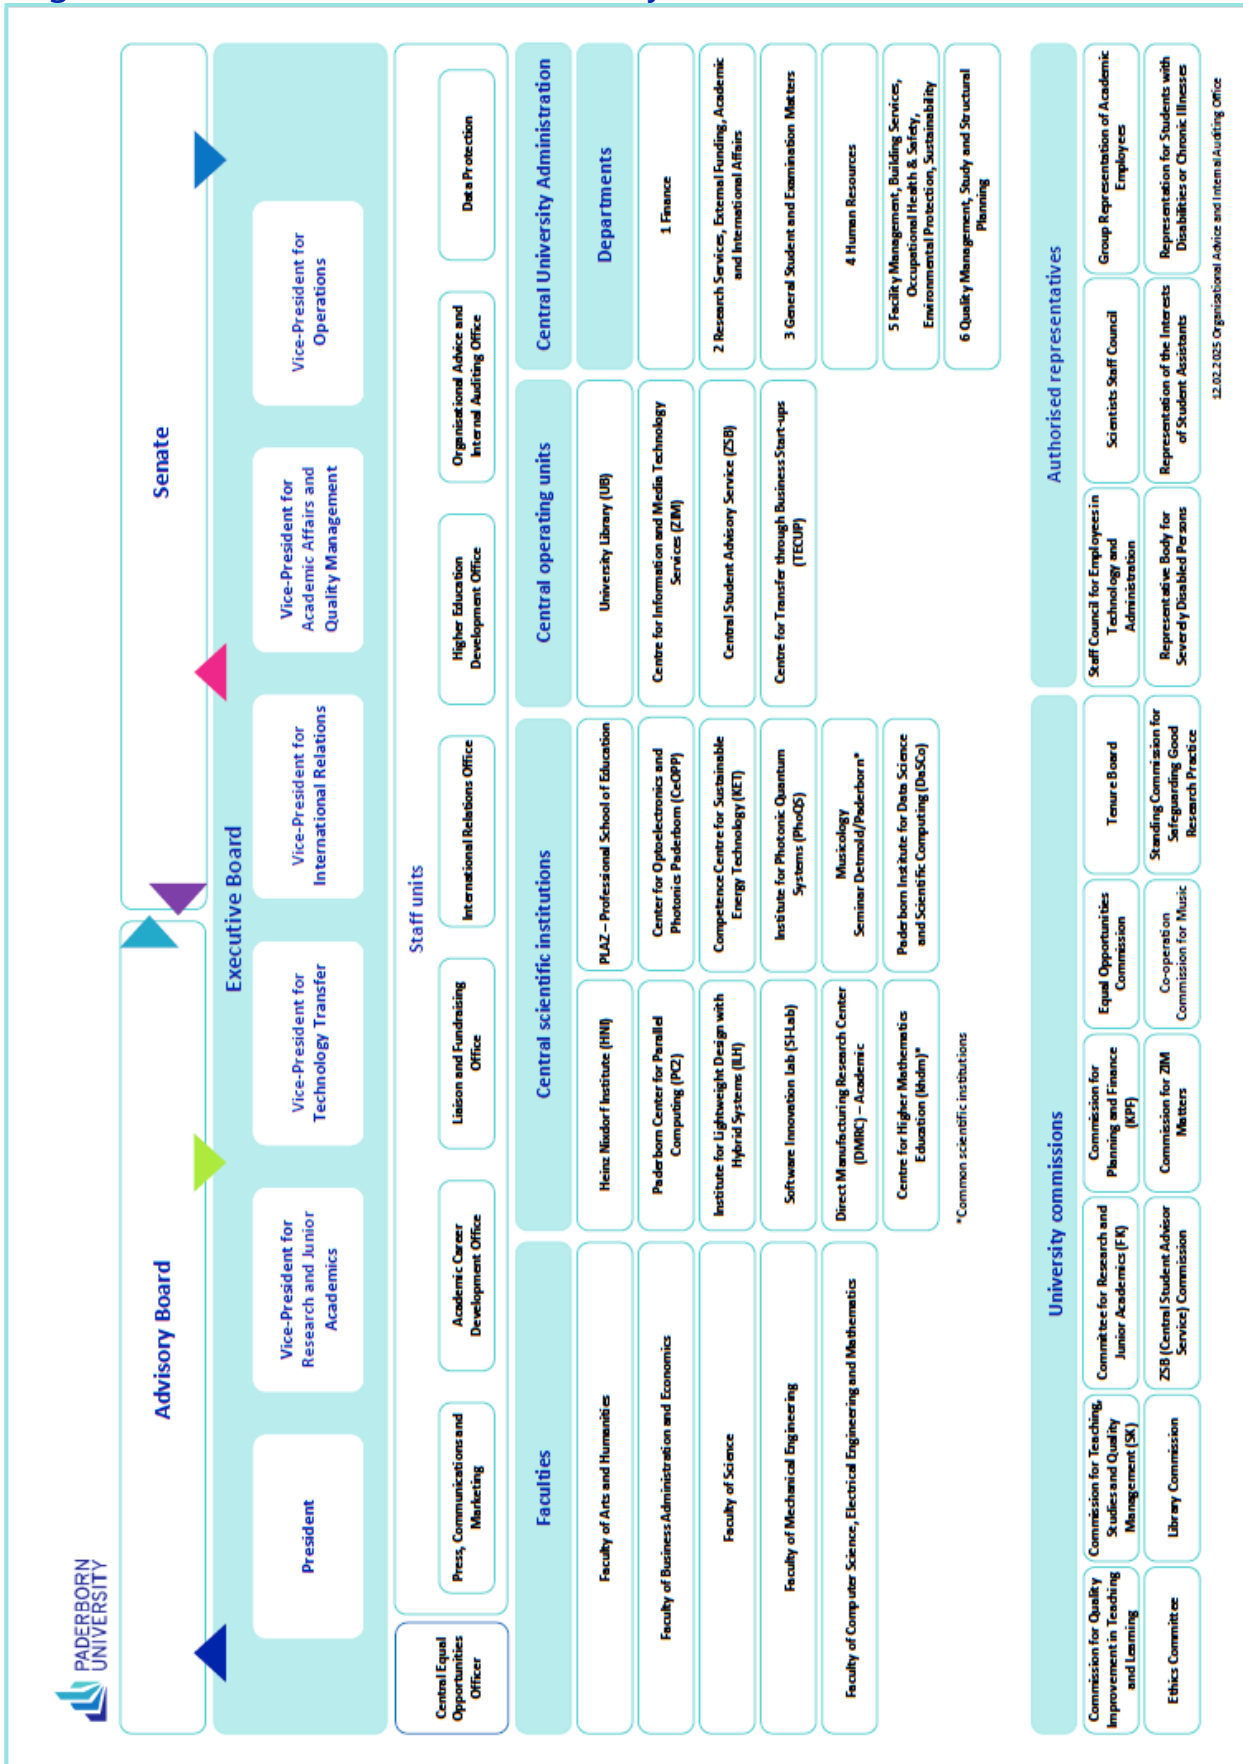 PADERBORN
UNIVERSITY
Advisory Board
Senate
Executive Board
President
Vice-President for
Research and Junior
Academics
Vice-President for
Technology Transfer
Vice-President for
International Relations
Vice-President for
Academic Affairs and
Quality Management
Vice-President for
Operations
Central Equal
Opportunities
Officer
Staff units
Press, Communications and
Marketing
Academic Career
Development Office
Liaison and Fundraising
Office
International Relations Office
Higher Education
Development Office
Organisational Advice and
Internal Auditing Office
Data Protection
Faculties
Faculty of Arts and Humanities
Faculty of Business Administration and Economics
Faculty of Science
Faculty of Mechanical Engineering
Faculty of Computer Science, Electrical Engineering and Mathematics
Central scientific institutions
Heinz Nixdorf Institute (HNI)
PLAZ – Professional School of Education
Paderborn Center for Parallel
Computing (PC2)
Center for Optoelectronics and
Photonics Paderborn (CeOPP)
Institute for Lightweight Design with
Hybrid Systems (ILH)
Competence Centre for Sustainable
Energy Technology (KET)
Software Innovation Lab (SI-Lab)
Institute for Photonic Quantum
Systems (PhoQS)
Direct Manufacturing Research Center
(DMRC) – Academic
Musicology
Seminar Detmold/Paderborn*
Centre for Higher Mathematics
Education (khdm)*
Paderborn Institute for Data Science
and Scientific Computing (DaSCo)
*Common scientific institutions
Central operating units
University Library (UB)
Centre for Information and Media Technology
Services (ZIM)
Central Student Advisory Service (ZSB)
Centre for Transfer through Business Start-ups
(TECUP)
Central University Administration
Departments
1 Finance
2 Research Services, External Funding, Academic
and International Affairs
3 General Student and Examination Matters
4 Human Resources
5 Facility Management, Building Services,
Occupational Health & Safety,
Environmental Protection, Sustainability
6 Quality Management, Study and Structural
Planning
University commissions
Commission for Quality
Improvement in Teaching
and Learning
Commission for Teaching,
Studies and Quality
Management (SK)
Committee for Research and
Junior Academics (FK)
Commission for
Planning and Finance
(KPF)
Equal Opportunities
Commission
Tenure Board
Ethics Committee
Library Commission
ZSB (Central Student Advisor
Service) Commission
Commission for ZIM
Matters
Co-operation
Commission for Music
Standing Commission for
Safeguarding Good
Research Practice
Authorised representatives
Staff Council for Employees in
Technology and
Administration
Scientists Staff Council
Group Representation of Academic
Employees
Representative Body for
Severely Disabled Persons
Representation of the Interests
of Student Assistants
Representation for Students with
Disabilities or Chronic Illnesses
12.02.2025 Organisational Advice and Internal Auditing Office